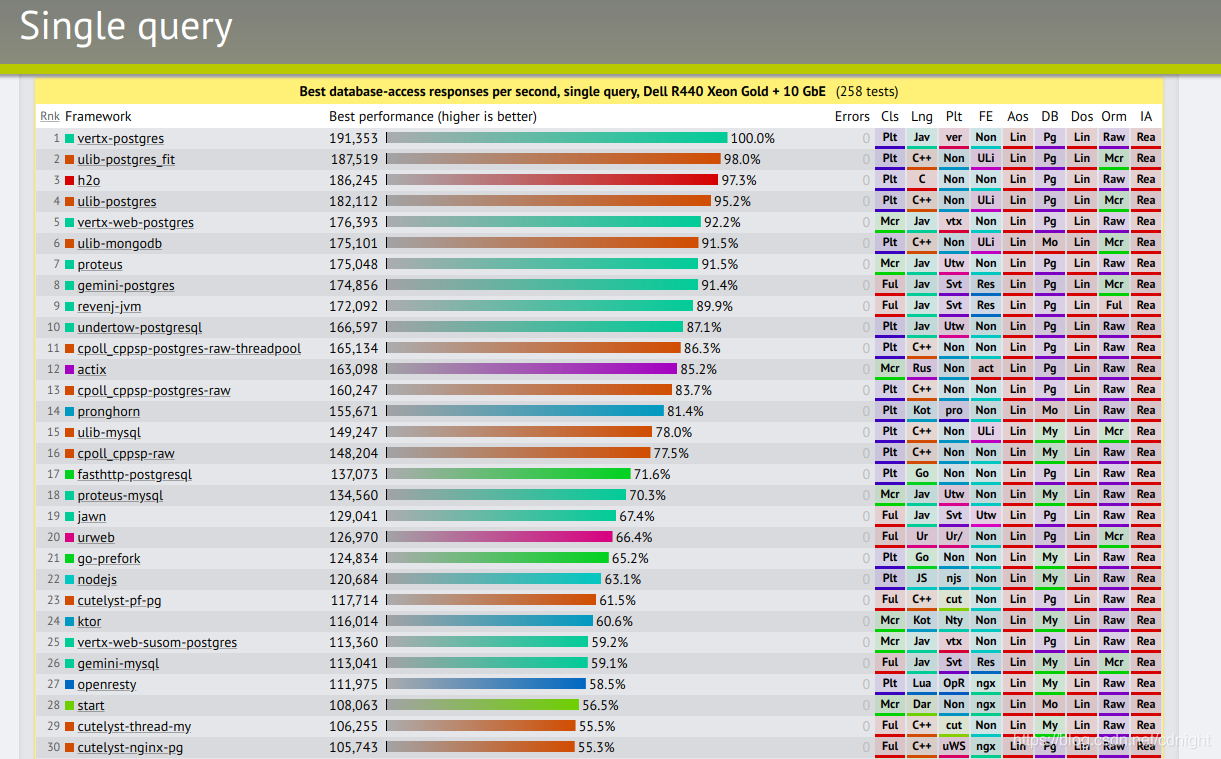 Single query
Best database-access responses per second, single query, Dell R440 Xeon Gold + 10 GbE (258 tests)
Rnk Framework Best performance (higher is better) Errors Cls Lng Plt FE Aos DB Dos Orm IA
1 vertx-postgres 191,353 100.0% 0 Plt Jav ver Non Lin Pg Lin Raw Rea
2 ulib-postgres_fit 187,519 98.0% 0 Plt C++ Non ULi Lin Pg Lin Mcr Rea
3 h2o 186,245 97.3% 0 Plt C Non Non Lin Pg Lin Raw Rea
4 ulib-postgres 182,112 95.2% 0 Plt C++ Non ULi Lin Pg Lin Mcr Rea
5 vertx-web-postgres 176,393 92.2% 0 Mcr Jav vtx Non Lin Pg Lin Raw Rea
6 ulib-mongodb 175,101 91.5% 0 Plt C++ Non ULi Lin Mo Lin Mcr Rea
7 proteus 175,048 91.5% 0 Mcr Jav Utw Non Lin Pg Lin Raw Rea
8 gemini-postgres 174,856 91.4% 0 Ful Jav Svt Res Lin Pg Lin Mcr Rea
9 revenj-jvm 172,092 89.9% 0 Ful Jav Svt Res Lin Pg Lin Ful Rea
10 undertow-postgresql 166,597 87.1% 0 Plt Jav Utw Non Lin Pg Lin Raw Rea
11 cpoll_cppsp-postgres-raw-threadpool 165,134 86.3% 0 Plt C++ Non Non Lin Pg Lin Raw Rea
12 actix 163,098 85.2% 0 Mcr Rus Non act Lin Pg Lin Raw Rea
13 cpoll_cppsp-postgres-raw 160,247 83.7% 0 Plt C++ Non Non Lin Pg Lin Raw Rea
14 pronghorn 155,671 81.4% 0 Plt Kot pro Non Lin Mo Lin Raw Rea
15 ulib-mysql 149,247 78.0% 0 Plt C++ Non ULi Lin My Lin Mcr Rea
16 cpoll_cppsp-raw 148,204 77.5% 0 Plt C++ Non Non Lin My Lin Raw Rea
17 fasthttp-postgresql 137,073 71.6% 0 Plt Go Non Non Lin Pg Lin Raw Rea
18 proteus-mysql 134,560 70.3% 0 Mcr Jav Utw Non Lin My Lin Raw Rea
19 jawn 129,041 67.4% 0 Ful Jav Svt Utw Lin Pg Lin Raw Rea
20 urweb 126,970 66.4% 0 Ful Ur Ur/ Non Lin Pg Lin Mcr Rea
21 go-prefork 124,834 65.2% 0 Plt Go Non Non Lin My Lin Raw Rea
22 nodejs 120,684 63.1% 0 Plt JS njs Non Lin My Lin Raw Rea
23 cutelyst-pf-pg 117,714 61.5% 0 Ful C++ cut Non Lin Pg Lin Raw Rea
24 ktor 116,014 60.6% 0 Mcr Kot Nty Non Lin My Lin Raw Rea
25 vertx-web-susom-postgres 113,360 59.2% 0 Mcr Jav vtx Non Lin Pg Lin Raw Rea
26 gemini-mysql 113,041 59.1% 0 Ful Jav Svt Res Lin My Lin Mcr Rea
27 openresty 111,975 58.5% 0 Plt Lua OpR ngx Lin My Lin Raw Rea
28 start 108,063 56.5% 0 Mcr Dar Non ngx Lin Mo Lin Raw Rea
29 cutelyst-thread-my 106,255 55.5% 0 Ful C++ cut Non Lin My Lin Raw Rea
30 cutelyst-nginx-pg 105,743 55.3% 0 Ful C++ uWS ngx Lin Pg Lin Raw Rea
https://blog.csdn.net/cdnight